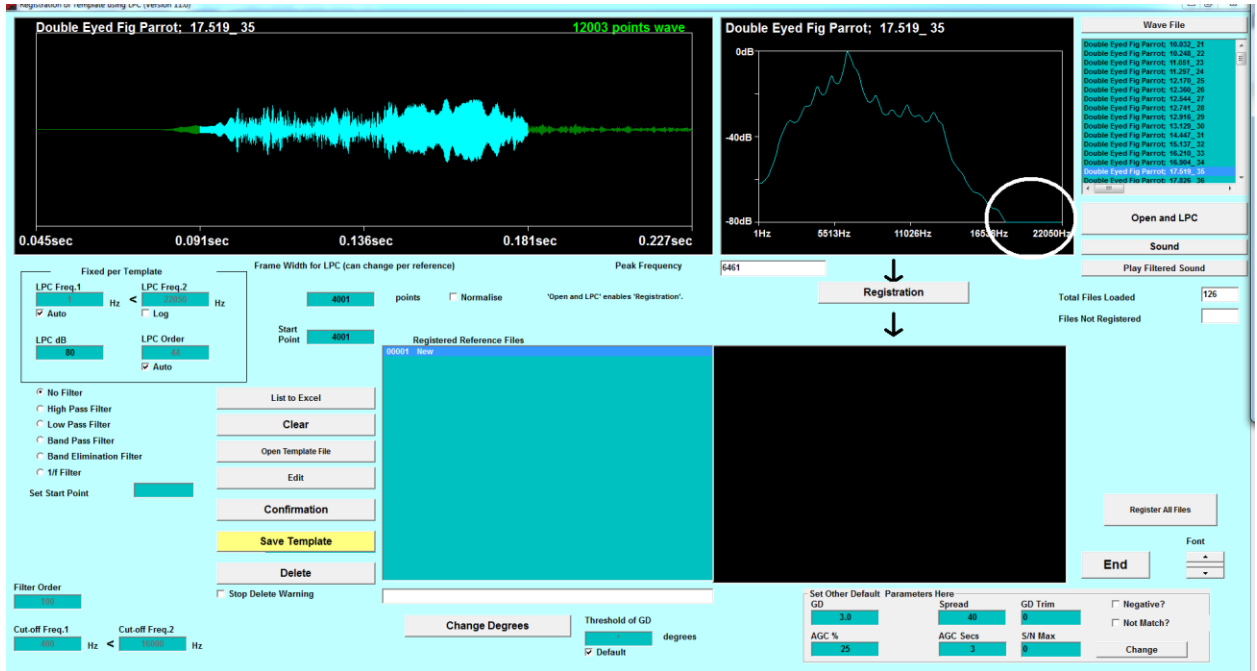 Registration of Template using LPC (Version 11.0)
Double Eyed Fig Parrot; 17.519_ 35
12003 points wave
0.045sec 0.091sec 0.136sec 0.181sec 0.227sec
Double Eyed Fig Parrot; 17.519_ 35
0dB
-40dB
-80dB
1Hz 5513Hz 11026Hz 16538Hz 22050Hz
Wave File
Double Eyed Fig Parrot; 10.032_ 21
Double Eyed Fig Parrot; 10.248_ 22
Double Eyed Fig Parrot; 11.051_ 23
Double Eyed Fig Parrot; 11.297_ 24
Double Eyed Fig Parrot; 12.170_ 25
Double Eyed Fig Parrot; 12.360_ 26
Double Eyed Fig Parrot; 12.544_ 27
Double Eyed Fig Parrot; 12.741_ 28
Double Eyed Fig Parrot; 12.916_ 29
Double Eyed Fig Parrot; 13.129_ 30
Double Eyed Fig Parrot; 14.447_ 31
Double Eyed Fig Parrot; 15.137_ 32
Double Eyed Fig Parrot; 16.210_ 33
Double Eyed Fig Parrot; 16.904_ 34
Double Eyed Fig Parrot; 17.519_ 35
Double Eyed Fig Parrot; 17.826_ 36
Open and LPC
Sound
Play Filtered Sound
Fixed per Template
LPC Freq.1 LPC Freq.2
1 Hz < 22050 Hz
Auto Log
LPC dB LPC Order
80 44
Auto
Frame Width for LPC (can change per reference)
4001 points Normalise 'Open and LPC' enables 'Registration'.
Start
Point 4001
Peak Frequency 6461
Registration
Total Files Loaded 126
Files Not Registered
Registered Reference Files
00001 New
No Filter
High Pass Filter
Low Pass Filter
Band Pass Filter
Band Elimination Filter
1/f Filter
Set Start Point
List to Excel
Clear
Open Template File
Edit
Confirmation
Save Template
Delete
Stop Delete Warning
Register All Files
Font
End
Filter Order
100
Cut-off Freq.1 Cut-off Freq.2
Hz < Hz
Change Degrees
Threshold of GD
degrees
Default
Set Other Default Parameters Here
GD Spread GD Trim Negative?
3.0 40 0
Not Match?
AGC % AGC Secs S/N Max
25 3 0 Change